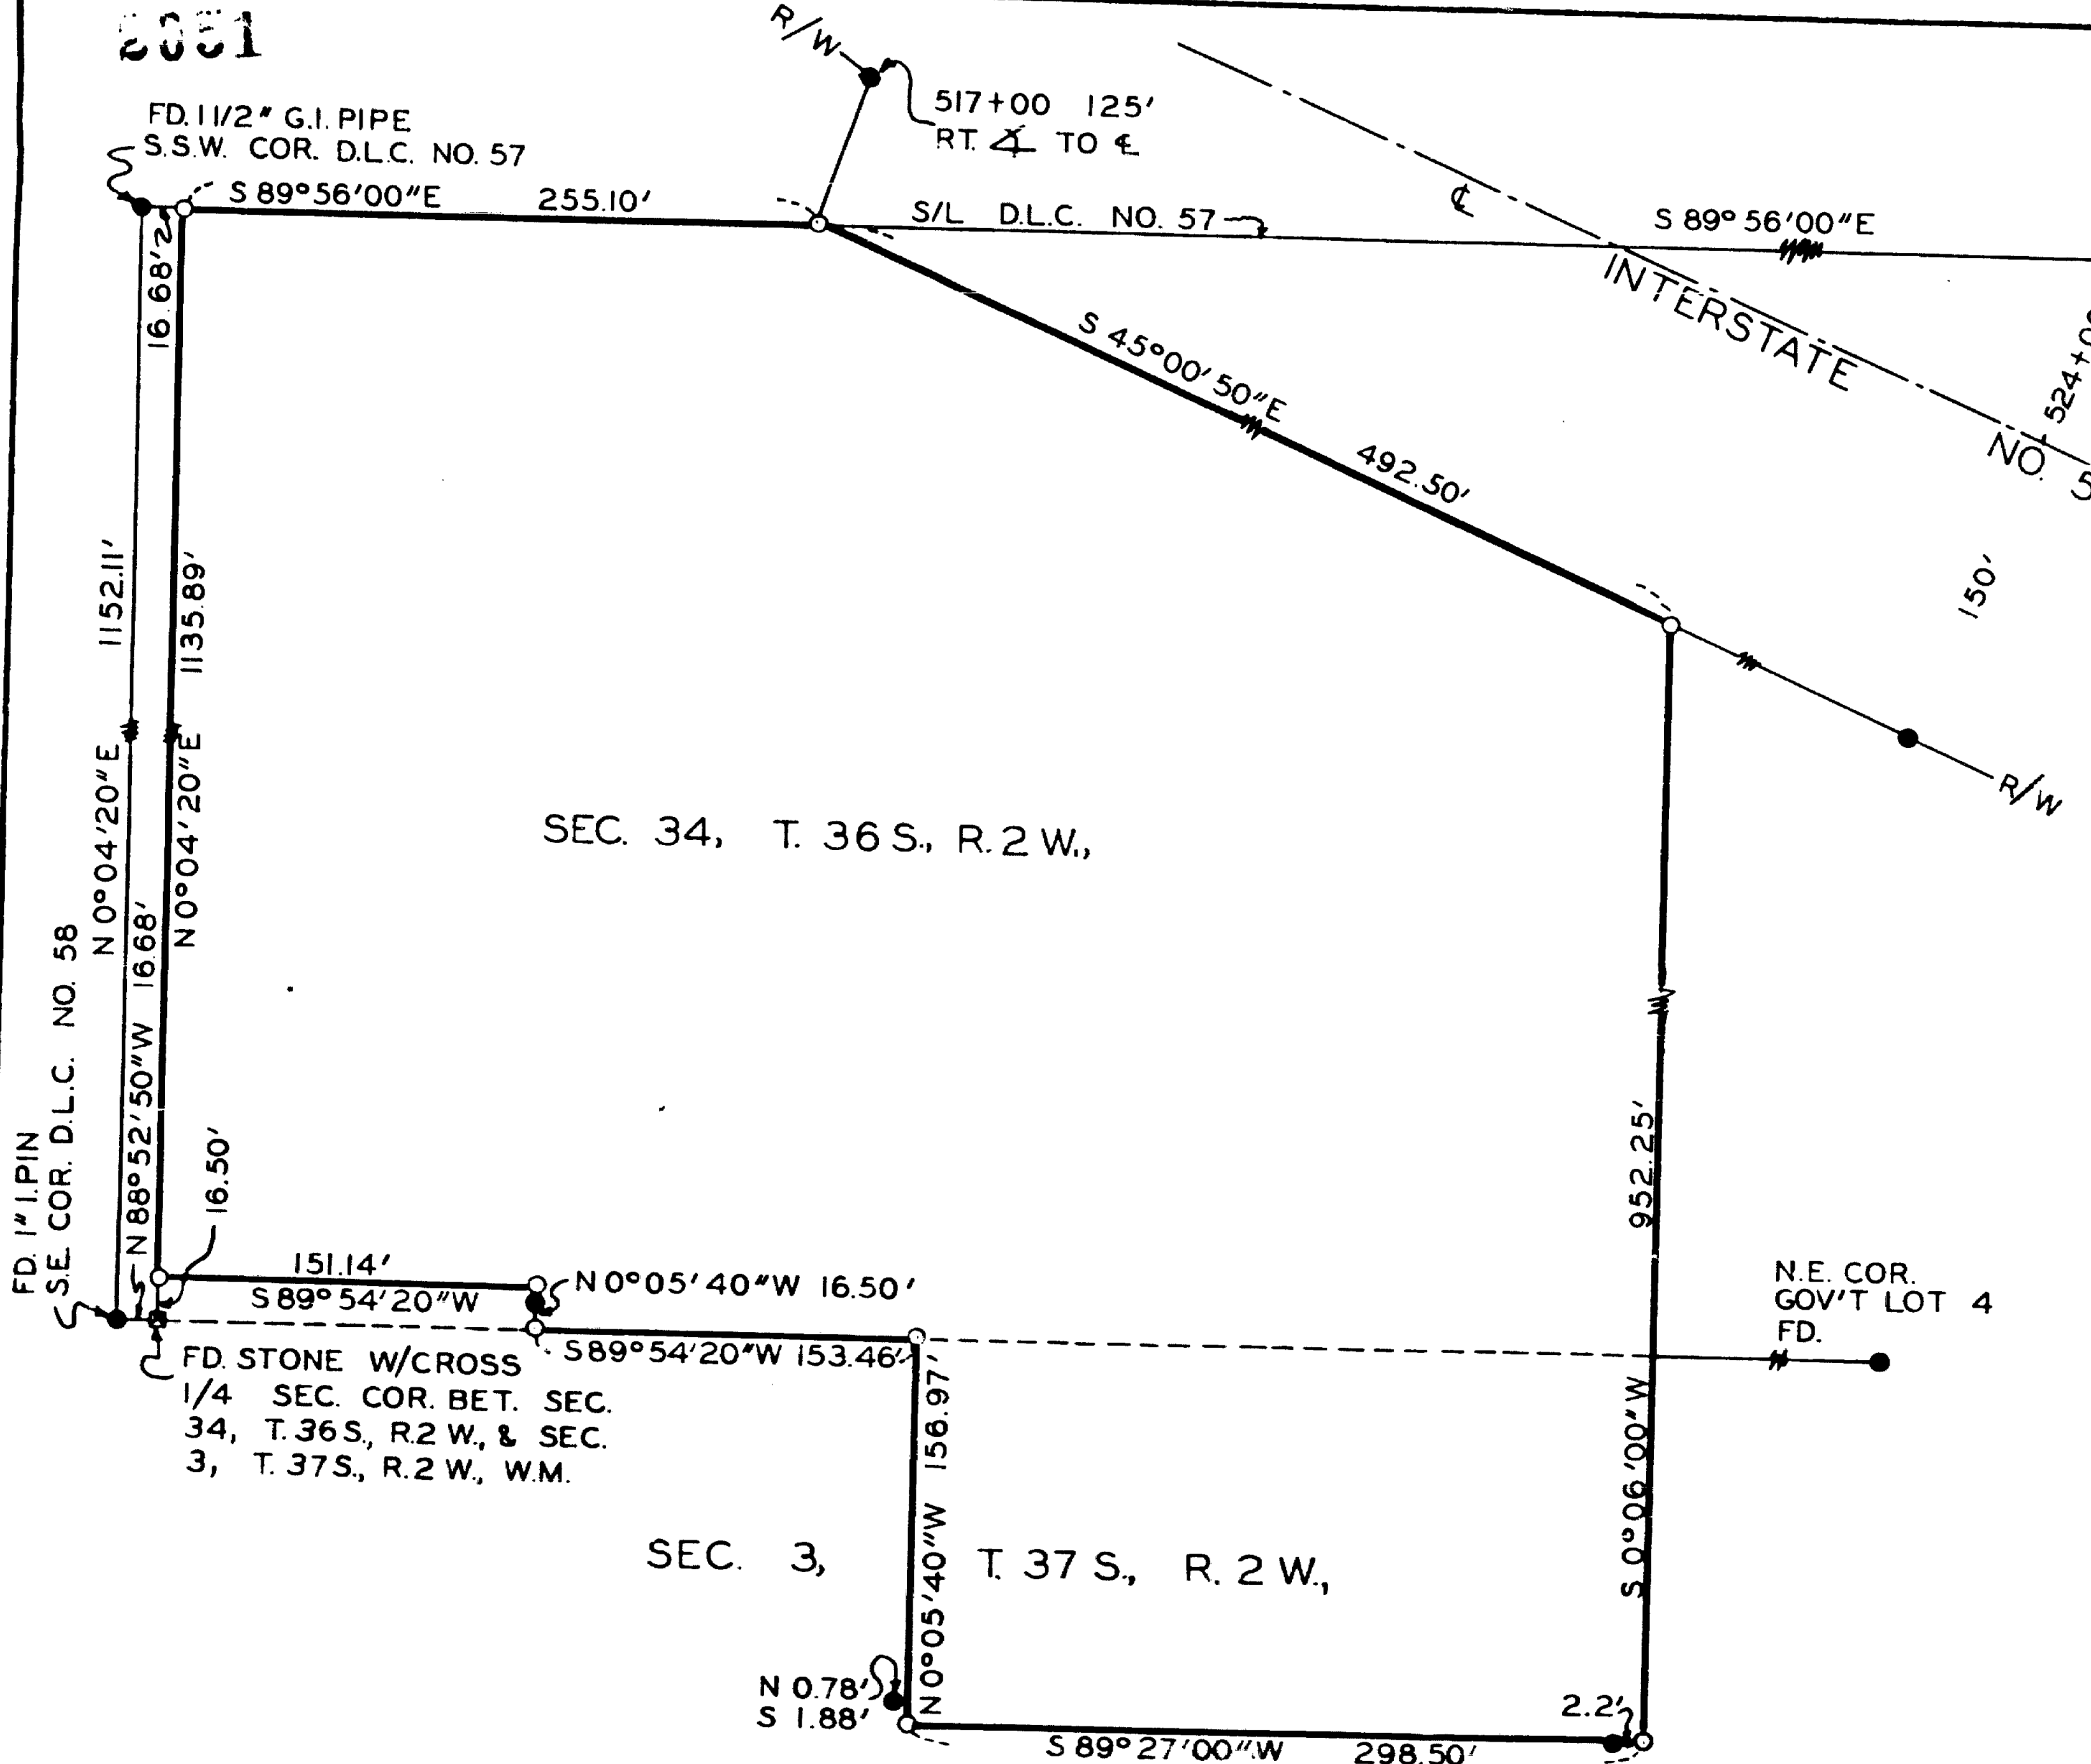 5051
R/W
517+00 125'
RT. ∡ TO ℄
FD. 1 1/2" G.I. PIPE
S.S.W. COR. D.L.C. NO. 57
S 89°56'00"E 255.10'
S/L D.L.C. NO. 57
℄
S 89°56'00"E
INTERSTATE
NO. 5
16.68'
S 45°00'50"E
492.50'
150'
R/W
1152.11'
N 0°04'20"E
1135.89'
N 0°04'20"E
SEC. 34, T. 36 S., R. 2 W.,
FD. 1" I.PIN
S.E. COR. D.L.C. NO. 58
N 88°52'50"W 16.68'
16.50'
151.14'
S 89°54'20"W
N 0°05'40"W 16.50'
S 89°54'20"W 153.46'
952.25'
S 0°06'00"W
N.E. COR.
GOV'T LOT 4
FD.
FD. STONE W/CROSS
1/4 SEC. COR. BET. SEC.
34, T. 36 S., R. 2 W., & SEC.
3, T. 37 S., R. 2 W., W.M.
N 0°05'40"W 156.97'
SEC. 3, T. 37 S., R. 2 W.,
N 0.78'
S 1.88'
2.2'
S 89°27'00"W 298.50'